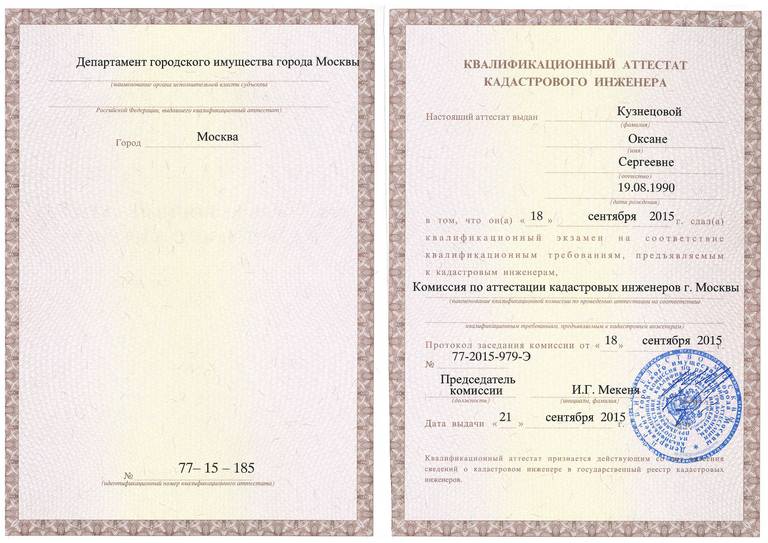 Департамент городского имущества города Москвы
(наименование органа исполнительной власти субъекта
Российской Федерации, выдавшего квалификационный аттестат)
Город Москва
№ 77– 15 – 185
(идентификационный номер квалификационного аттестата)
КВАЛИФИКАЦИОННЫЙ АТТЕСТАТ
КАДАСТРОВОГО ИНЖЕНЕРА
Настоящий аттестат выдан Кузнецовой
(фамилия)
Оксане
(имя)
Сергеевне
(отчество)
19.08.1990
(дата рождения)
в том, что он(а) « 18 » сентября 2015 г. сдал(а)
квалификационный экзамен на соответствие
квалификационным требованиям, предъявляемым
к кадастровым инженерам,
Комиссия по аттестации кадастровых инженеров г. Москвы
(наименование квалификационной комиссии по проведению аттестации на соответствие
квалификационным требованиям, предъявляемым к кадастровым инженерам)
Протокол заседания комиссии от « 18 » сентября 2015 г.
№ 77-2015-979-Э
Председатель
комиссии И.Г. Мекеня
(должность) (инициалы, фамилия)
Дата выдачи « 21 » сентября 2015 г.
Квалификационный аттестат признается действующим со
сведений о кадастровом инженере в государственный реестр кадастровых
инженеров.